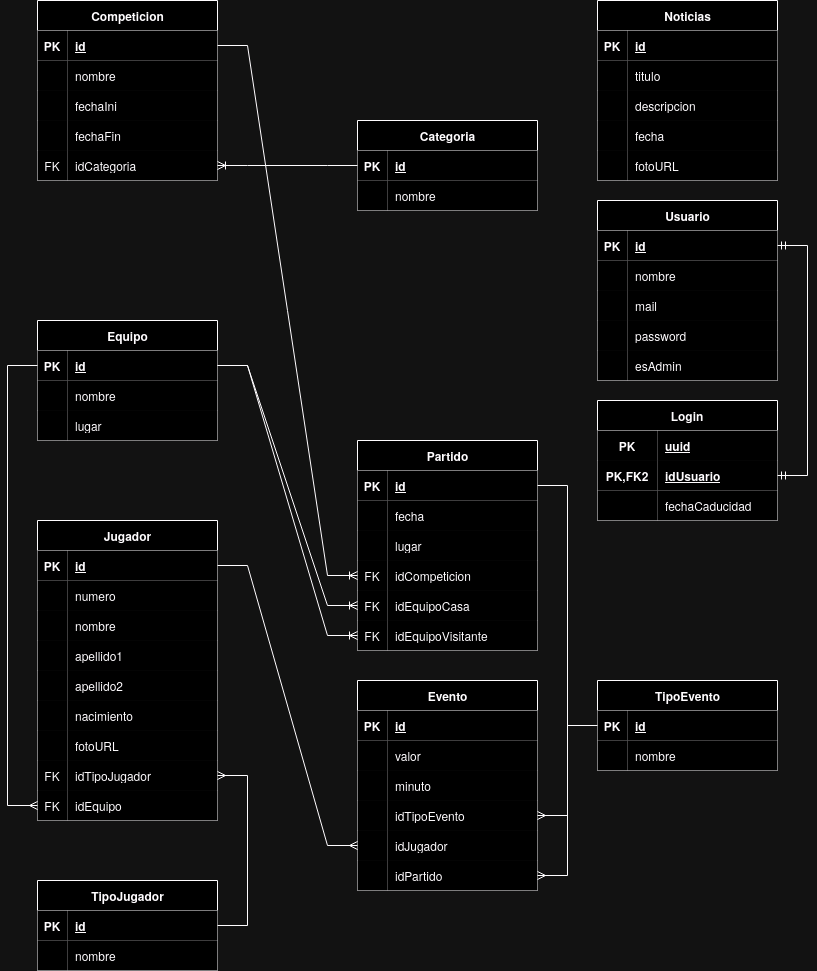 Competicion
PK id
nombre
fechaIni
fechaFin
FK idCategoria
Noticias
PK id
titulo
descripcion
fecha
fotoURL
Categoria
PK id
nombre
Usuario
PK id
nombre
mail
password
esAdmin
Equipo
PK id
nombre
lugar
Login
PK uuid
PK,FK2 idUsuario
fechaCaducidad
Partido
PK id
fecha
lugar
FK idCompeticion
FK idEquipoCasa
FK idEquipoVisitante
Jugador
PK id
numero
nombre
apellido1
apellido2
nacimiento
fotoURL
FK idTipoJugador
FK idEquipo
Evento
PK id
valor
minuto
idTipoEvento
idJugador
idPartido
TipoEvento
PK id
nombre
TipoJugador
PK id
nombre